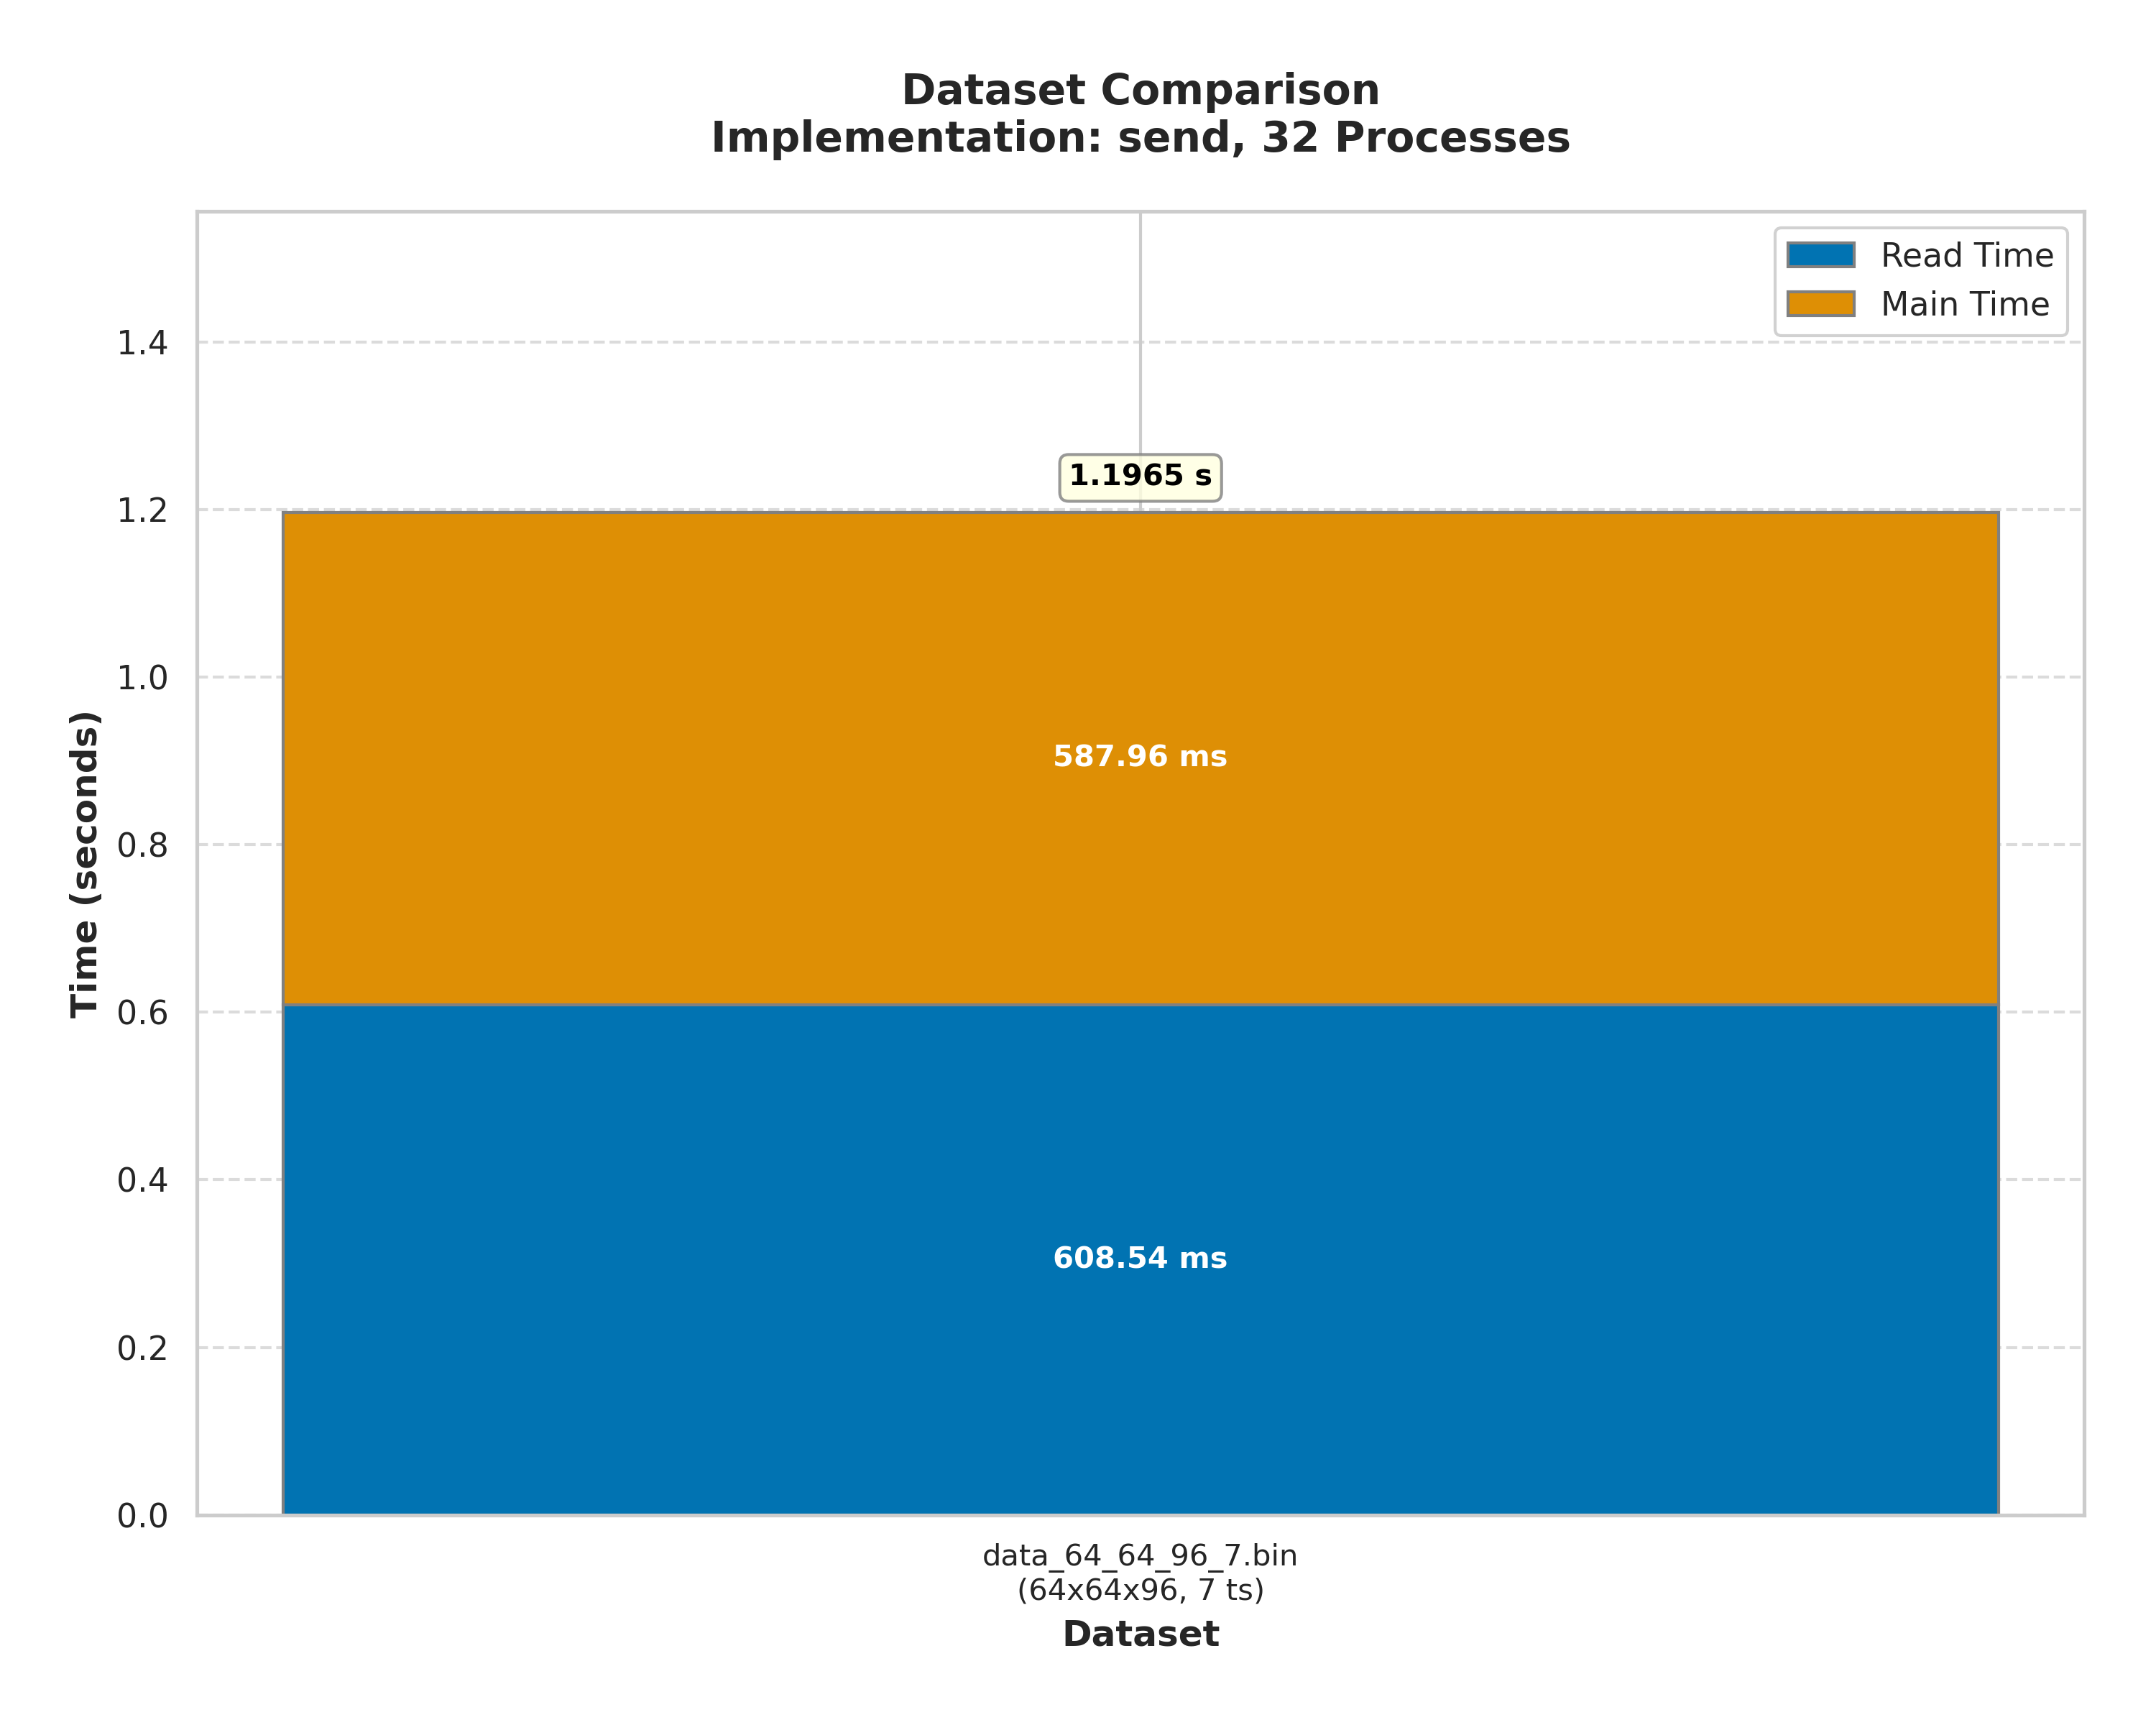 Dataset Comparison
Implementation: send, 32 Processes
Read Time
Main Time
1.4
1.2
1.0
0.8
0.6
0.4
0.2
0.0
Time (seconds)
1.1965 s
587.96 ms
608.54 ms
data_64_64_96_7.bin
(64x64x96, 7 ts)
Dataset